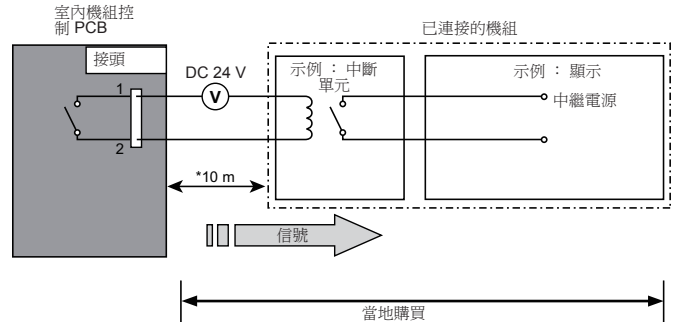 室內機組控
制 PCB
已連接的機組
接頭
DC 24 V
V
示例 ： 中斷
單元
示例 ： 顯示
1
中繼電源
2
*10 m
信號
當地購買